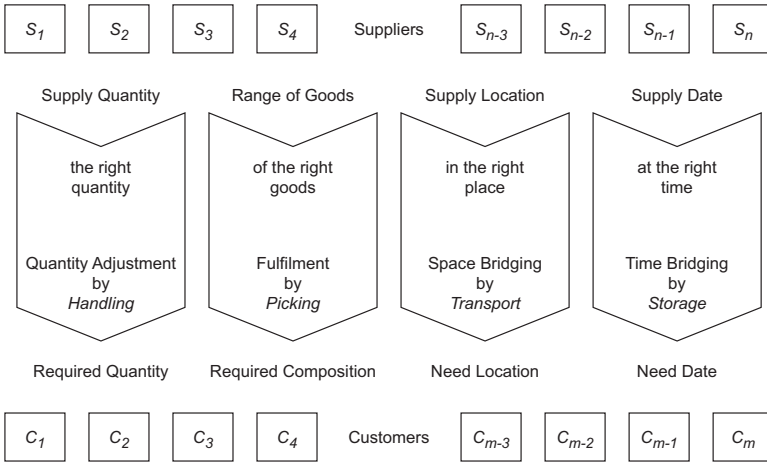 S1 S2 S3 S4 Suppliers Sn-3 Sn-2 Sn-1 Sn
Supply Quantity
Range of Goods
Supply Location
Supply Date
the right
quantity
of the right
goods
in the right
place
at the right
time
Quantity Adjustment
by
Handling
Fulfilment
by
Picking
Space Bridging
by
Transport
Time Bridging
by
Storage
Required Quantity
Required Composition
Need Location
Need Date
C1 C2 C3 C4 Customers Cm-3 Cm-2 Cm-1 Cm